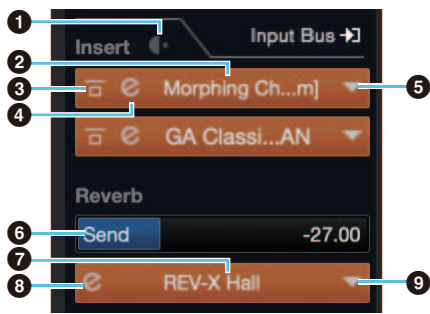 1
Insert
Input Bus
2
3
e
Morphing Ch...m]
5
4
e
GA Classi...AN
Reverb
6
Send
-27.00
7
8
e
REV-X Hall
9